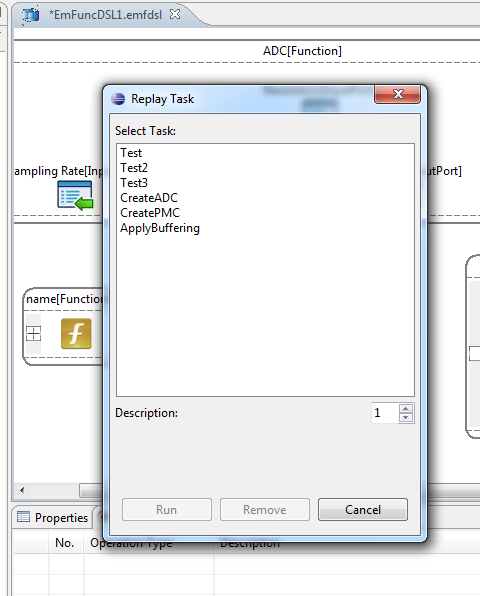 *EmFuncDSL1.emfdsl
ADC[Function]
Replay Task
Select Task:
Test
Test2
Test3
CreateADC
CreatePMC
ApplyBuffering
ampling Rate[Inp
utPort]
name[Function
Description:
1
Run
Remove
Cancel
Properties
No.
Operation Type
Description